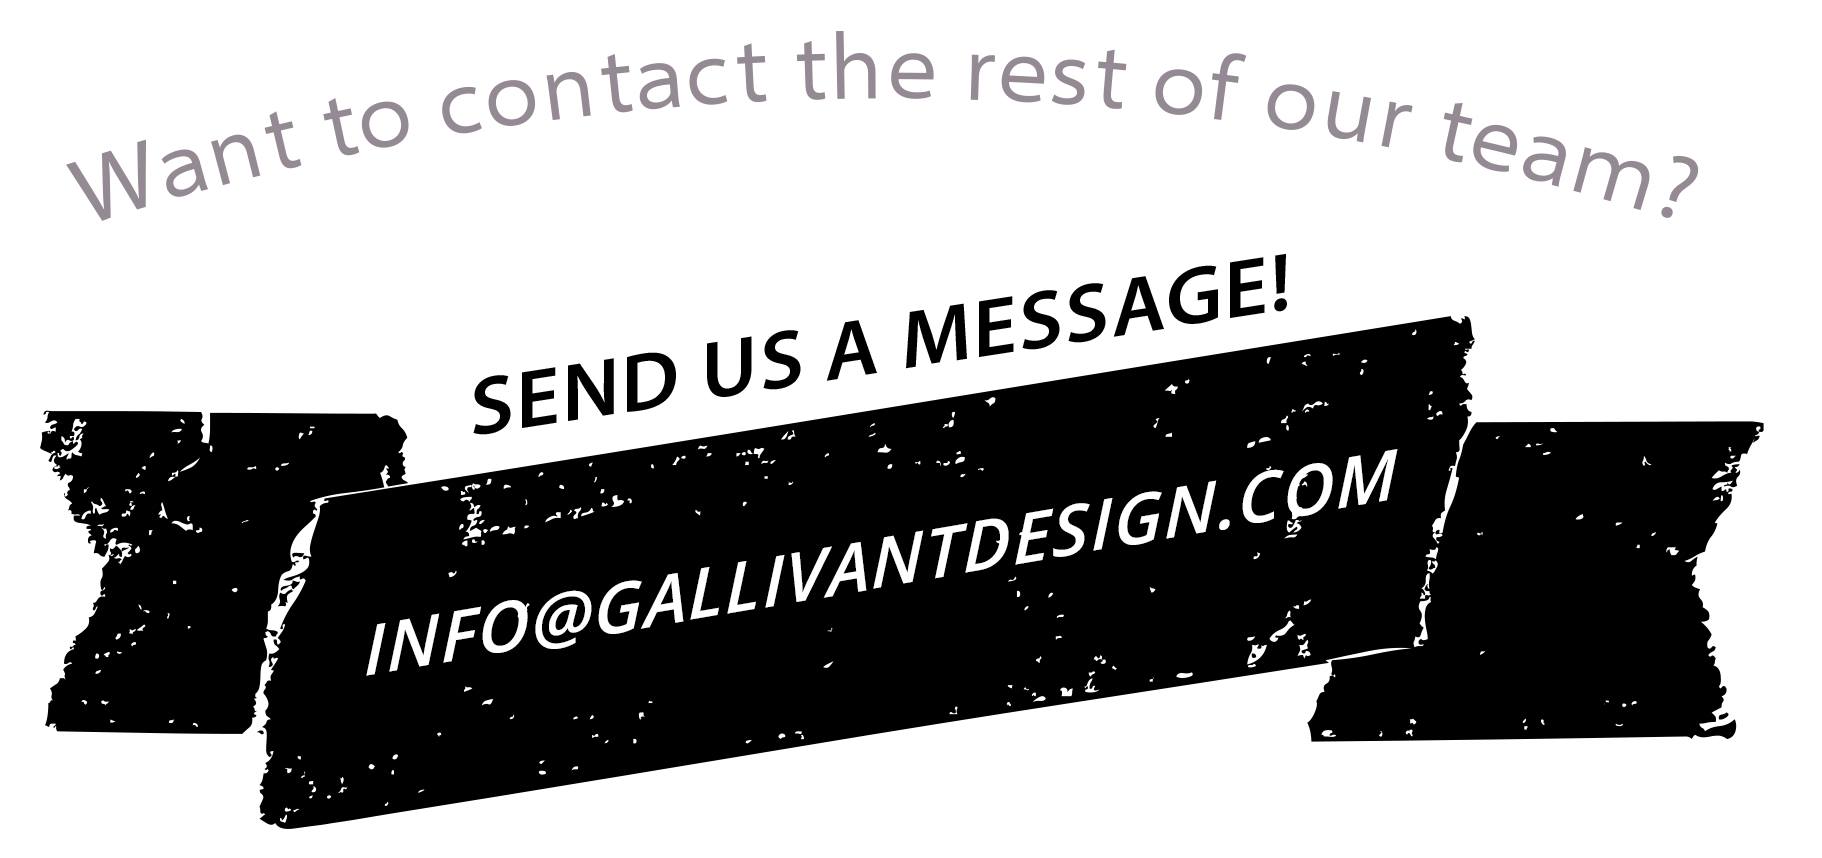 Want to contact the rest of our team?
SEND US A MESSAGE!
INFO@GALLIVANTDESIGN.COM